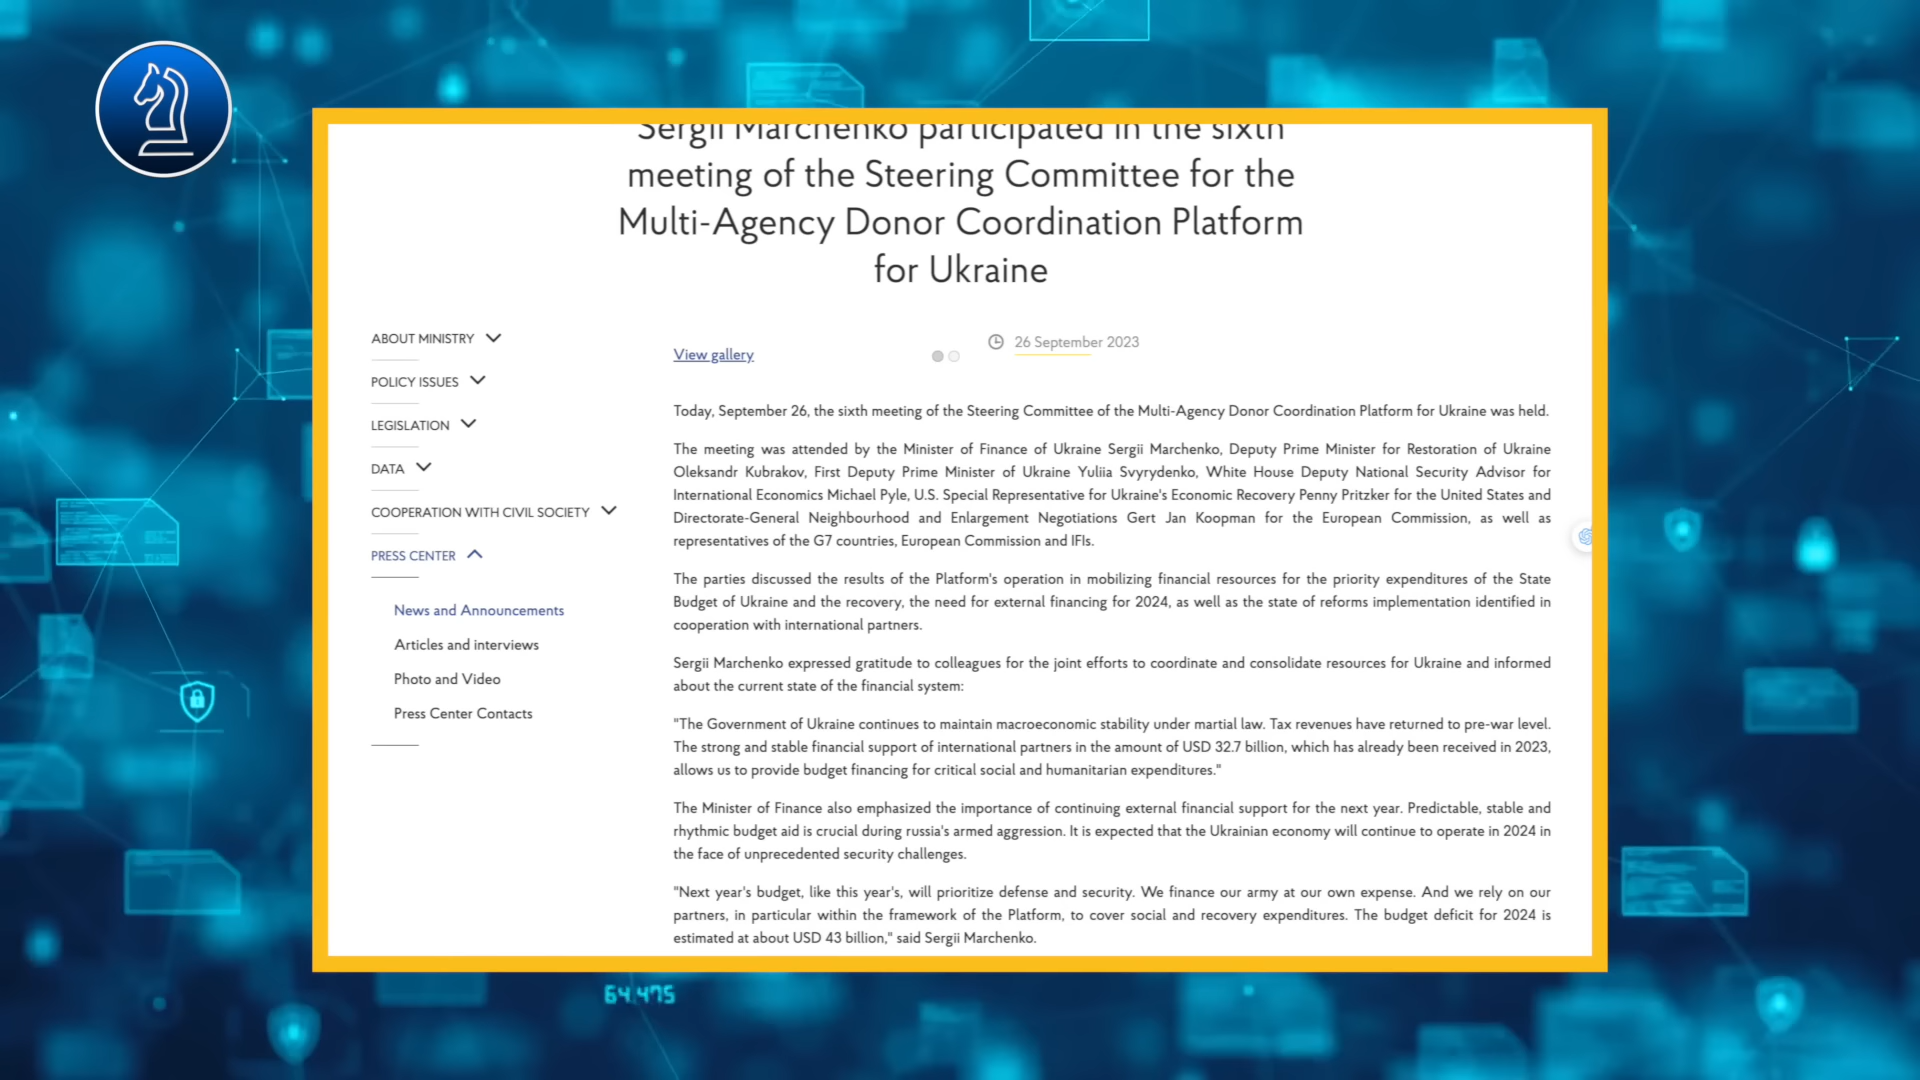 Sergii Marchenko participated in the sixth
meeting of the Steering Committee for the
Multi-Agency Donor Coordination Platform
for Ukraine
ABOUT MINISTRY
POLICY ISSUES
LEGISLATION
DATA
COOPERATION WITH CIVIL SOCIETY
PRESS CENTER
News and Announcements
Articles and interviews
Photo and Video
Press Center Contacts
View gallery
26 September 2023
Today, September 26, the sixth meeting of the Steering Committee of the Multi-Agency Donor Coordination Platform for Ukraine was held.
The meeting was attended by the Minister of Finance of Ukraine Sergii Marchenko, Deputy Prime Minister for Restoration of Ukraine
Oleksandr Kubrakov, First Deputy Prime Minister of Ukraine Yuliia Svyrydenko, White House Deputy National Security Advisor for
International Economics Michael Pyle, U.S. Special Representative for Ukraine's Economic Recovery Penny Pritzker for the United States and
Directorate-General Neighbourhood and Enlargement Negotiations Gert Jan Koopman for the European Commission, as well as
representatives of the G7 countries, European Commission and IFIs.
The parties discussed the results of the Platform's operation in mobilizing financial resources for the priority expenditures of the State
Budget of Ukraine and the recovery, the need for external financing for 2024, as well as the state of reforms implementation identified in
cooperation with international partners.
Sergii Marchenko expressed gratitude to colleagues for the joint efforts to coordinate and consolidate resources for Ukraine and informed
about the current state of the financial system:
"The Government of Ukraine continues to maintain macroeconomic stability under martial law. Tax revenues have returned to pre-war level.
The strong and stable financial support of international partners in the amount of USD 32.7 billion, which has already been received in 2023,
allows us to provide budget financing for critical social and humanitarian expenditures."
The Minister of Finance also emphasized the importance of continuing external financial support for the next year. Predictable, stable and
rhythmic budget aid is crucial during russia's armed aggression. It is expected that the Ukrainian economy will continue to operate in 2024 in
the face of unprecedented security challenges.
"Next year's budget, like this year's, will prioritize defense and security. We finance our army at our own expense. And we rely on our
partners, in particular within the framework of the Platform, to cover social and recovery expenditures. The budget deficit for 2024 is
estimated at about USD 43 billion," said Sergii Marchenko.
64.475